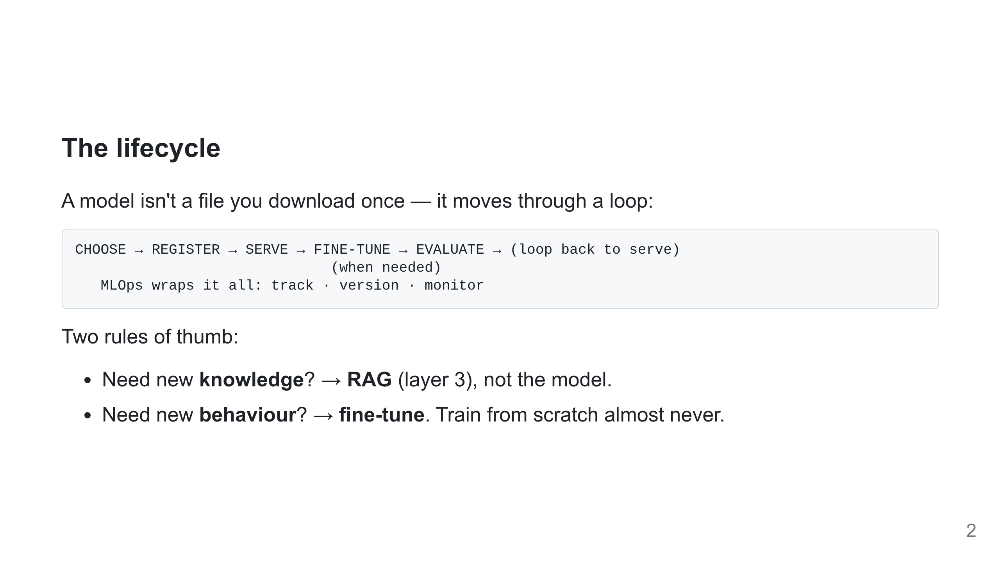 The lifecycle
A model isn't a file you download once — it moves through a loop:
CHOOSE → REGISTER → SERVE → FINE-TUNE → EVALUATE → (loop back to serve)
(when needed)
MLOps wraps it all: track · version · monitor
Two rules of thumb:
• Need new knowledge? → RAG (layer 3), not the model.
• Need new behaviour? → fine-tune. Train from scratch almost never.
2